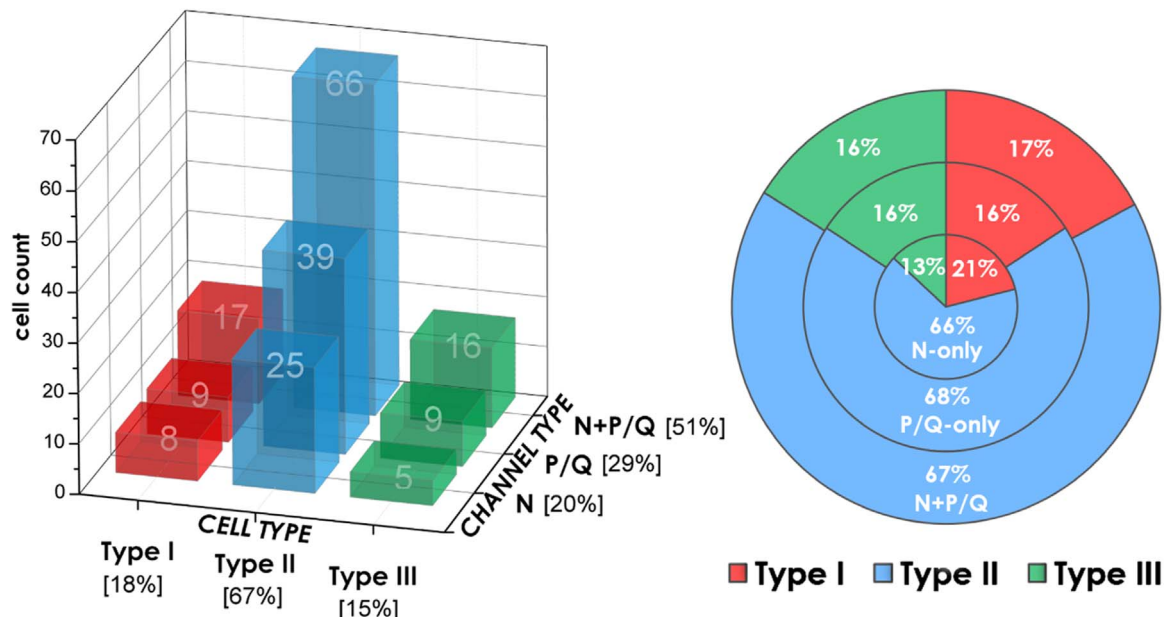 70
60
50
40
30
20
10
0
cell count
66
39
25
17
9
8
16
9
5
N+P/Q [51%]
P/Q [29%]
N [20%]
CHANNEL TYPE
CELL TYPE
Type I
[18%]
Type II
[67%]
Type III
[15%]
16%
17%
16%
16%
13%
21%
66%
N-only
68%
P/Q-only
67%
N+P/Q
Type I
Type II
Type III